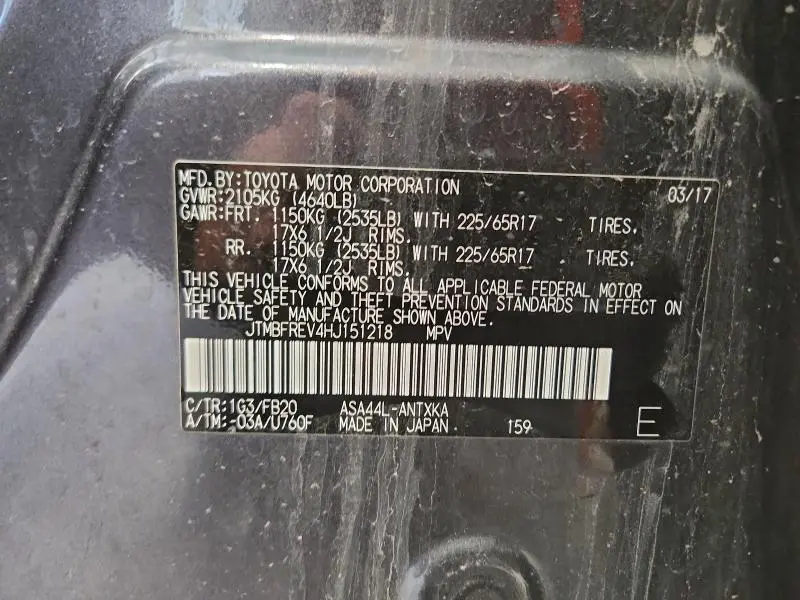 MFD.BY:TOYOTA MOTOR CORPORATION 03/17
GVWR:2105KG (4640LB)
GAWR:FRT. 1150KG (2535LB) WITH 225/65R17 TIRES,
17X6 1/2J RIMS.
RR. 1150KG (2535LB) WITH 225/65R17 TIRES,
17X6 1/2J RIMS.
THIS VEHICLE CONFORMS TO ALL APPLICABLE FEDERAL MOTOR
VEHICLE SAFETY AND THEFT PREVENTION STANDARDS IN EFFECT ON
THE DATE OF MANUFACTURE SHOWN ABOVE.
JTMBFREV4HJ151218 MPV
C/TR:1G3/FB20 ASA44L-ANTXKA
A/TM:-03A/U760F MADE IN JAPAN 159 E